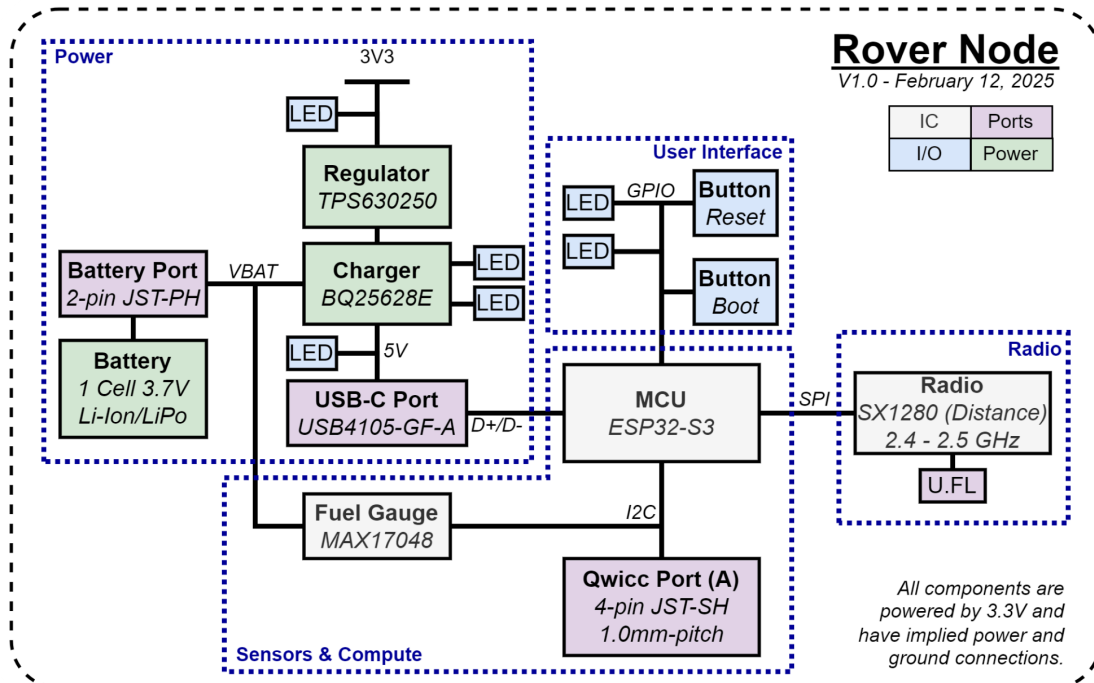 Rover Node
V1.0 - February 12, 2025
IC
Ports
I/O
Power
Power
3V3
LED
Regulator
TPS630250
Battery Port
2-pin JST-PH
VBAT
Charger
BQ25628E
LED
LED
Battery
1 Cell 3.7V
Li-Ion/LiPo
LED
5V
USB-C Port
USB4105-GF-A
D+/D-
User Interface
LED
GPIO
Button
Reset
LED
Button
Boot
MCU
ESP32-S3
SPI
Radio
Radio
SX1280 (Distance)
2.4 - 2.5 GHz
U.FL
Fuel Gauge
MAX17048
I2C
Qwicc Port (A)
4-pin JST-SH
1.0mm-pitch
Sensors & Compute
All components are
powered by 3.3V and
have implied power and
ground connections.